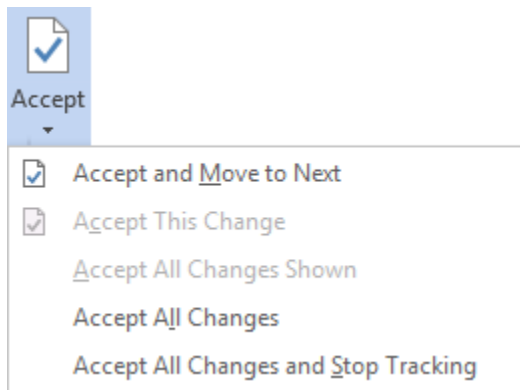 Accept
Accept and Move to Next
Accept This Change
Accept All Changes Shown
Accept All Changes
Accept All Changes and Stop Tracking